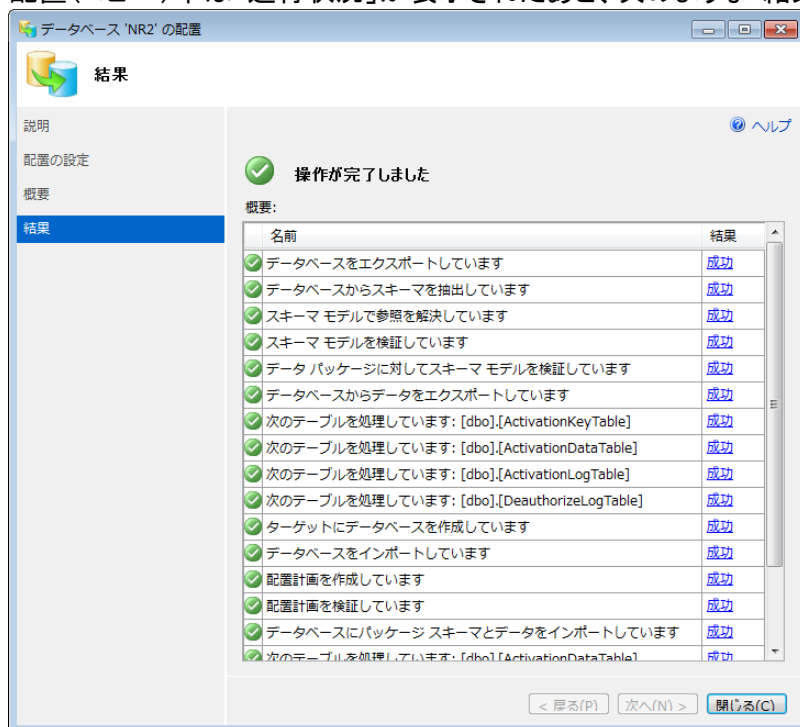 データベース 'NR2' の配置
結果
説明
配置の設定
概要
結果
ヘルプ
操作が完了しました
概要:
名前 結果
データベースをエクスポートしています 成功
データベースからスキーマを抽出しています 成功
スキーマ モデルで参照を解決しています 成功
スキーマ モデルを検証しています 成功
データ パッケージに対してスキーマ モデルを検証しています 成功
データベースからデータをエクスポートしています 成功
次のテーブルを処理しています: [dbo].[ActivationKeyTable] 成功
次のテーブルを処理しています: [dbo].[ActivationDataTable] 成功
次のテーブルを処理しています: [dbo].[ActivationLogTable] 成功
次のテーブルを処理しています: [dbo].[DeauthorizeLogTable] 成功
ターゲットにデータベースを作成しています 成功
データベースをインポートしています 成功
配置計画を作成しています 成功
配置計画を検証しています 成功
データベースにパッケージ スキーマとデータをインポートしています 成功
次のテーブルを処理しています: [dbo].[ActivationDataTable] 成功
< 戻る(P) 次へ(N) > 閉じる(C)